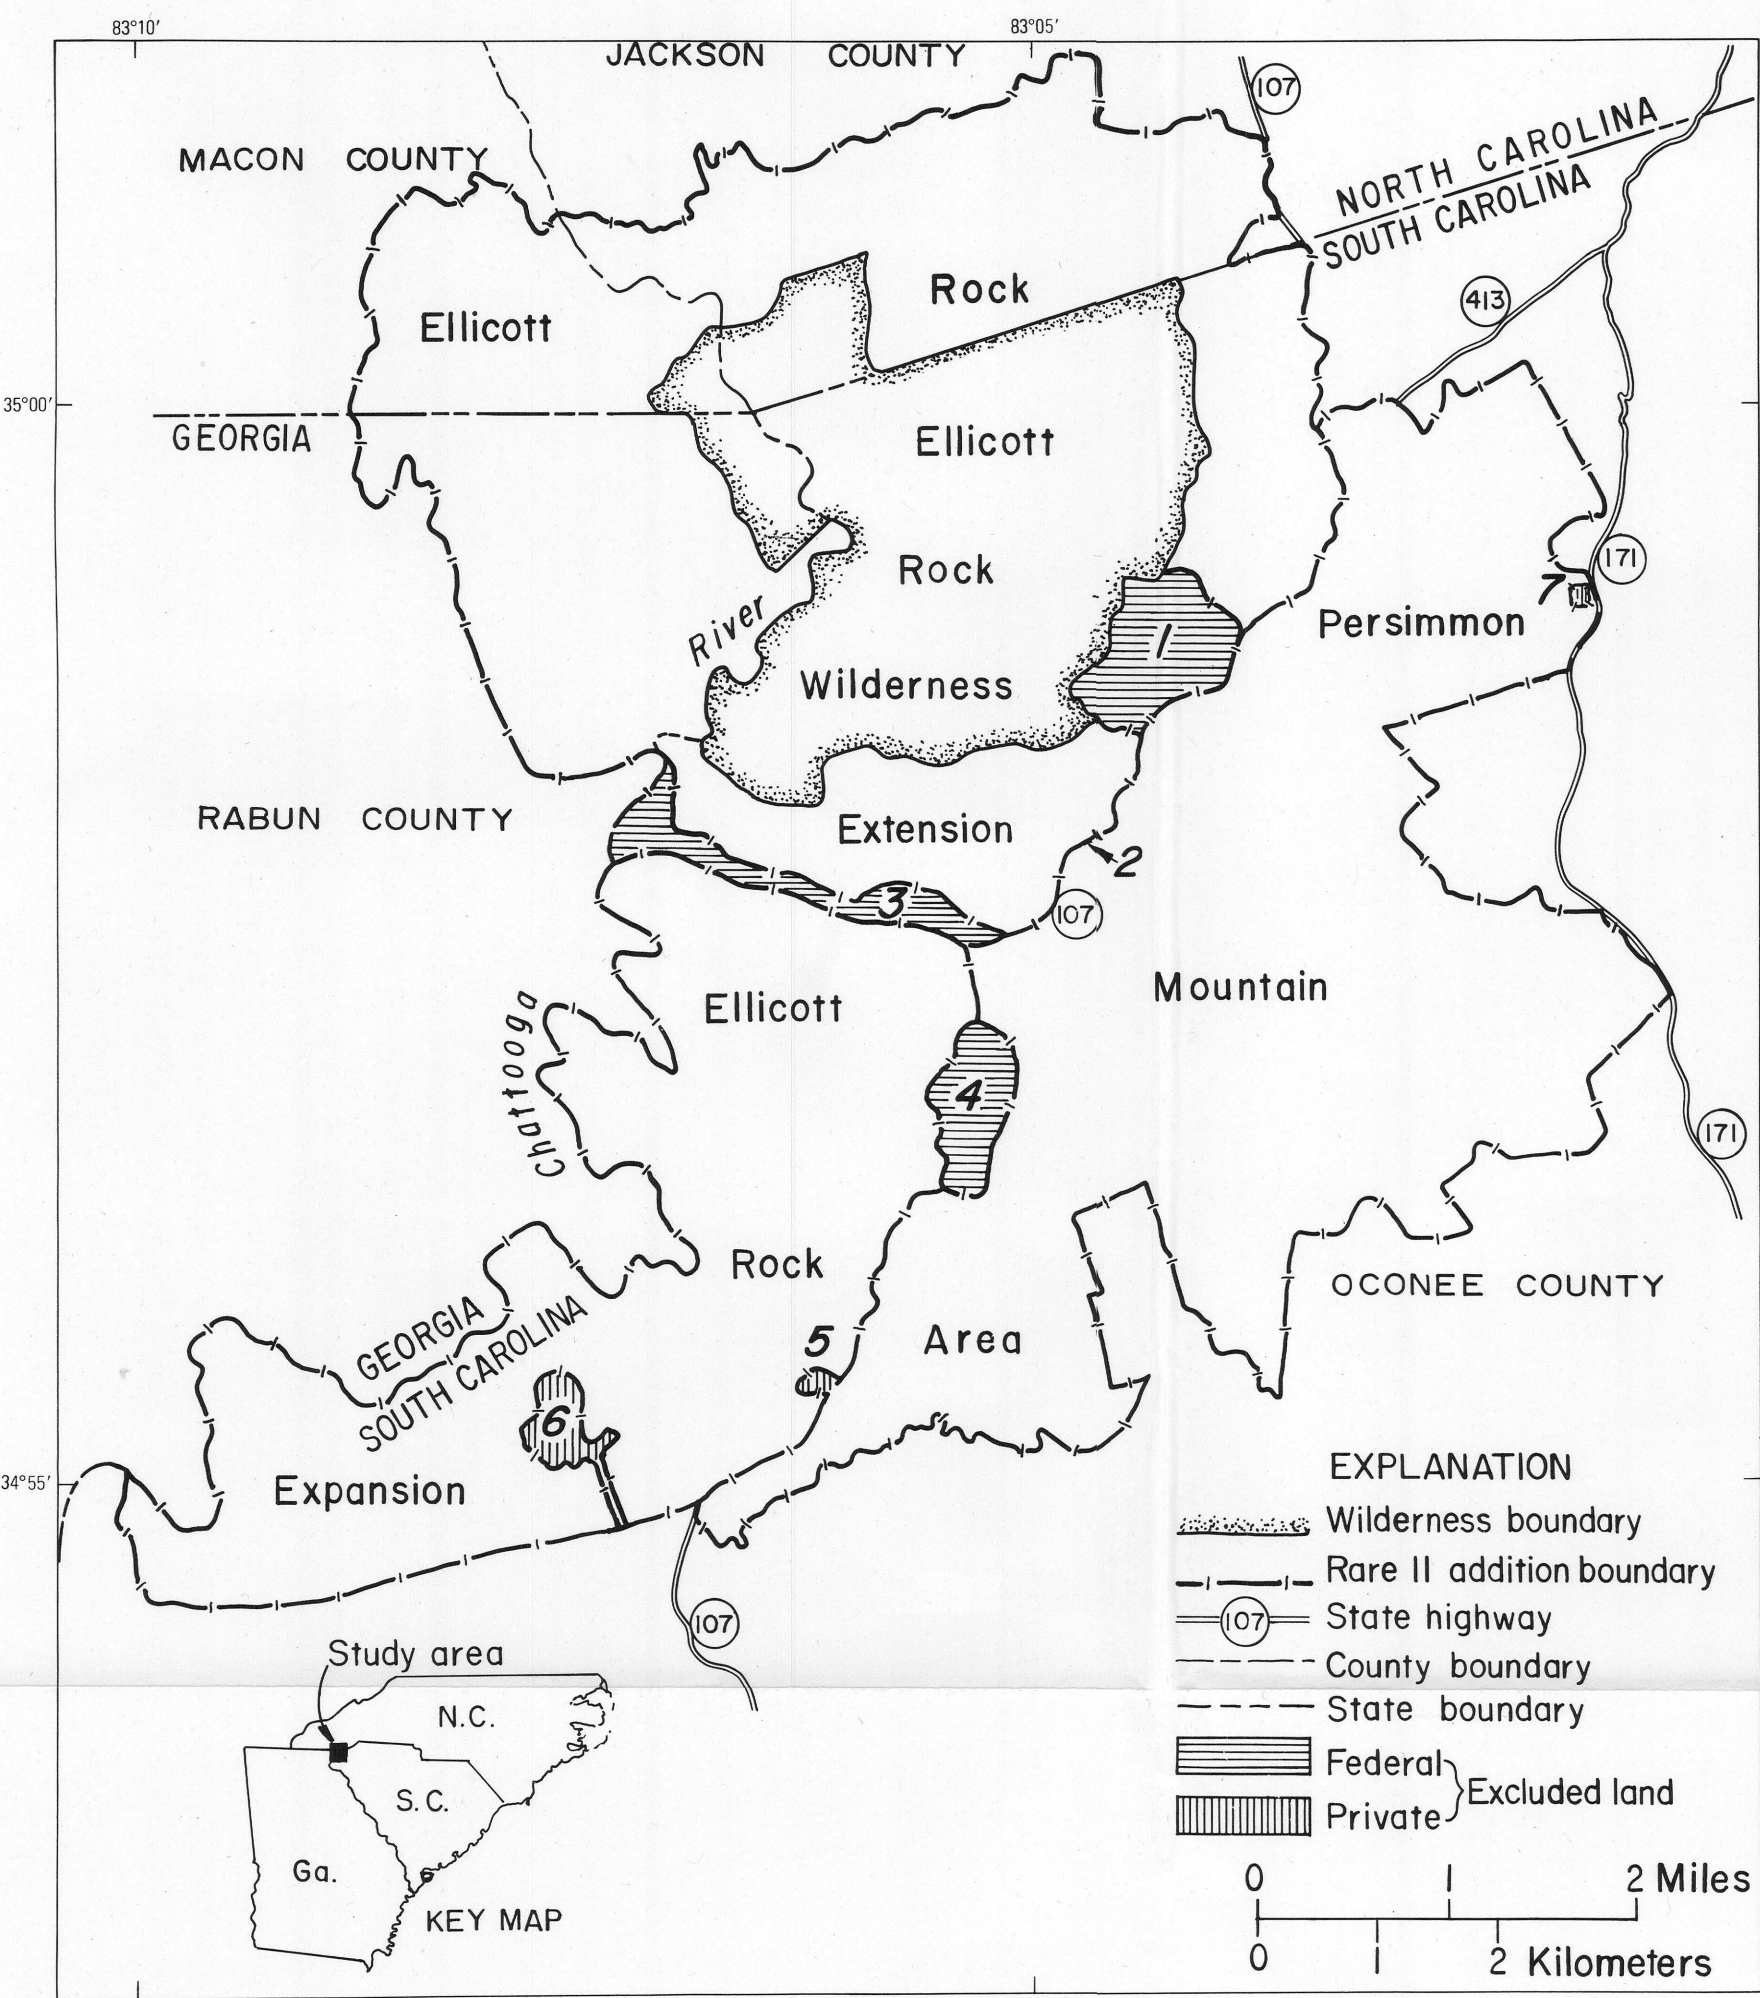 83°10′
83°05′
JACKSON COUNTY
107
MACON COUNTY
NORTH CAROLINA
SOUTH CAROLINA
Rock
413
Ellicott
35°00′
GEORGIA
Ellicott
171
Rock
7
River
Persimmon
1
Wilderness
RABUN COUNTY
Extension
2
3
107
Mountain
Ellicott
Chattooga
4
171
Rock
OCONEE COUNTY
GEORGIA
SOUTH CAROLINA
5
Area
6
34°55′
Expansion
EXPLANATION
Wilderness boundary
Rare II addition boundary
107 State highway
107
County boundary
State boundary
Federal
Private
Excluded land
Study area
N.C.
S.C.
Ga.
KEY MAP
0 1 2 Miles
0 1 2 Kilometers